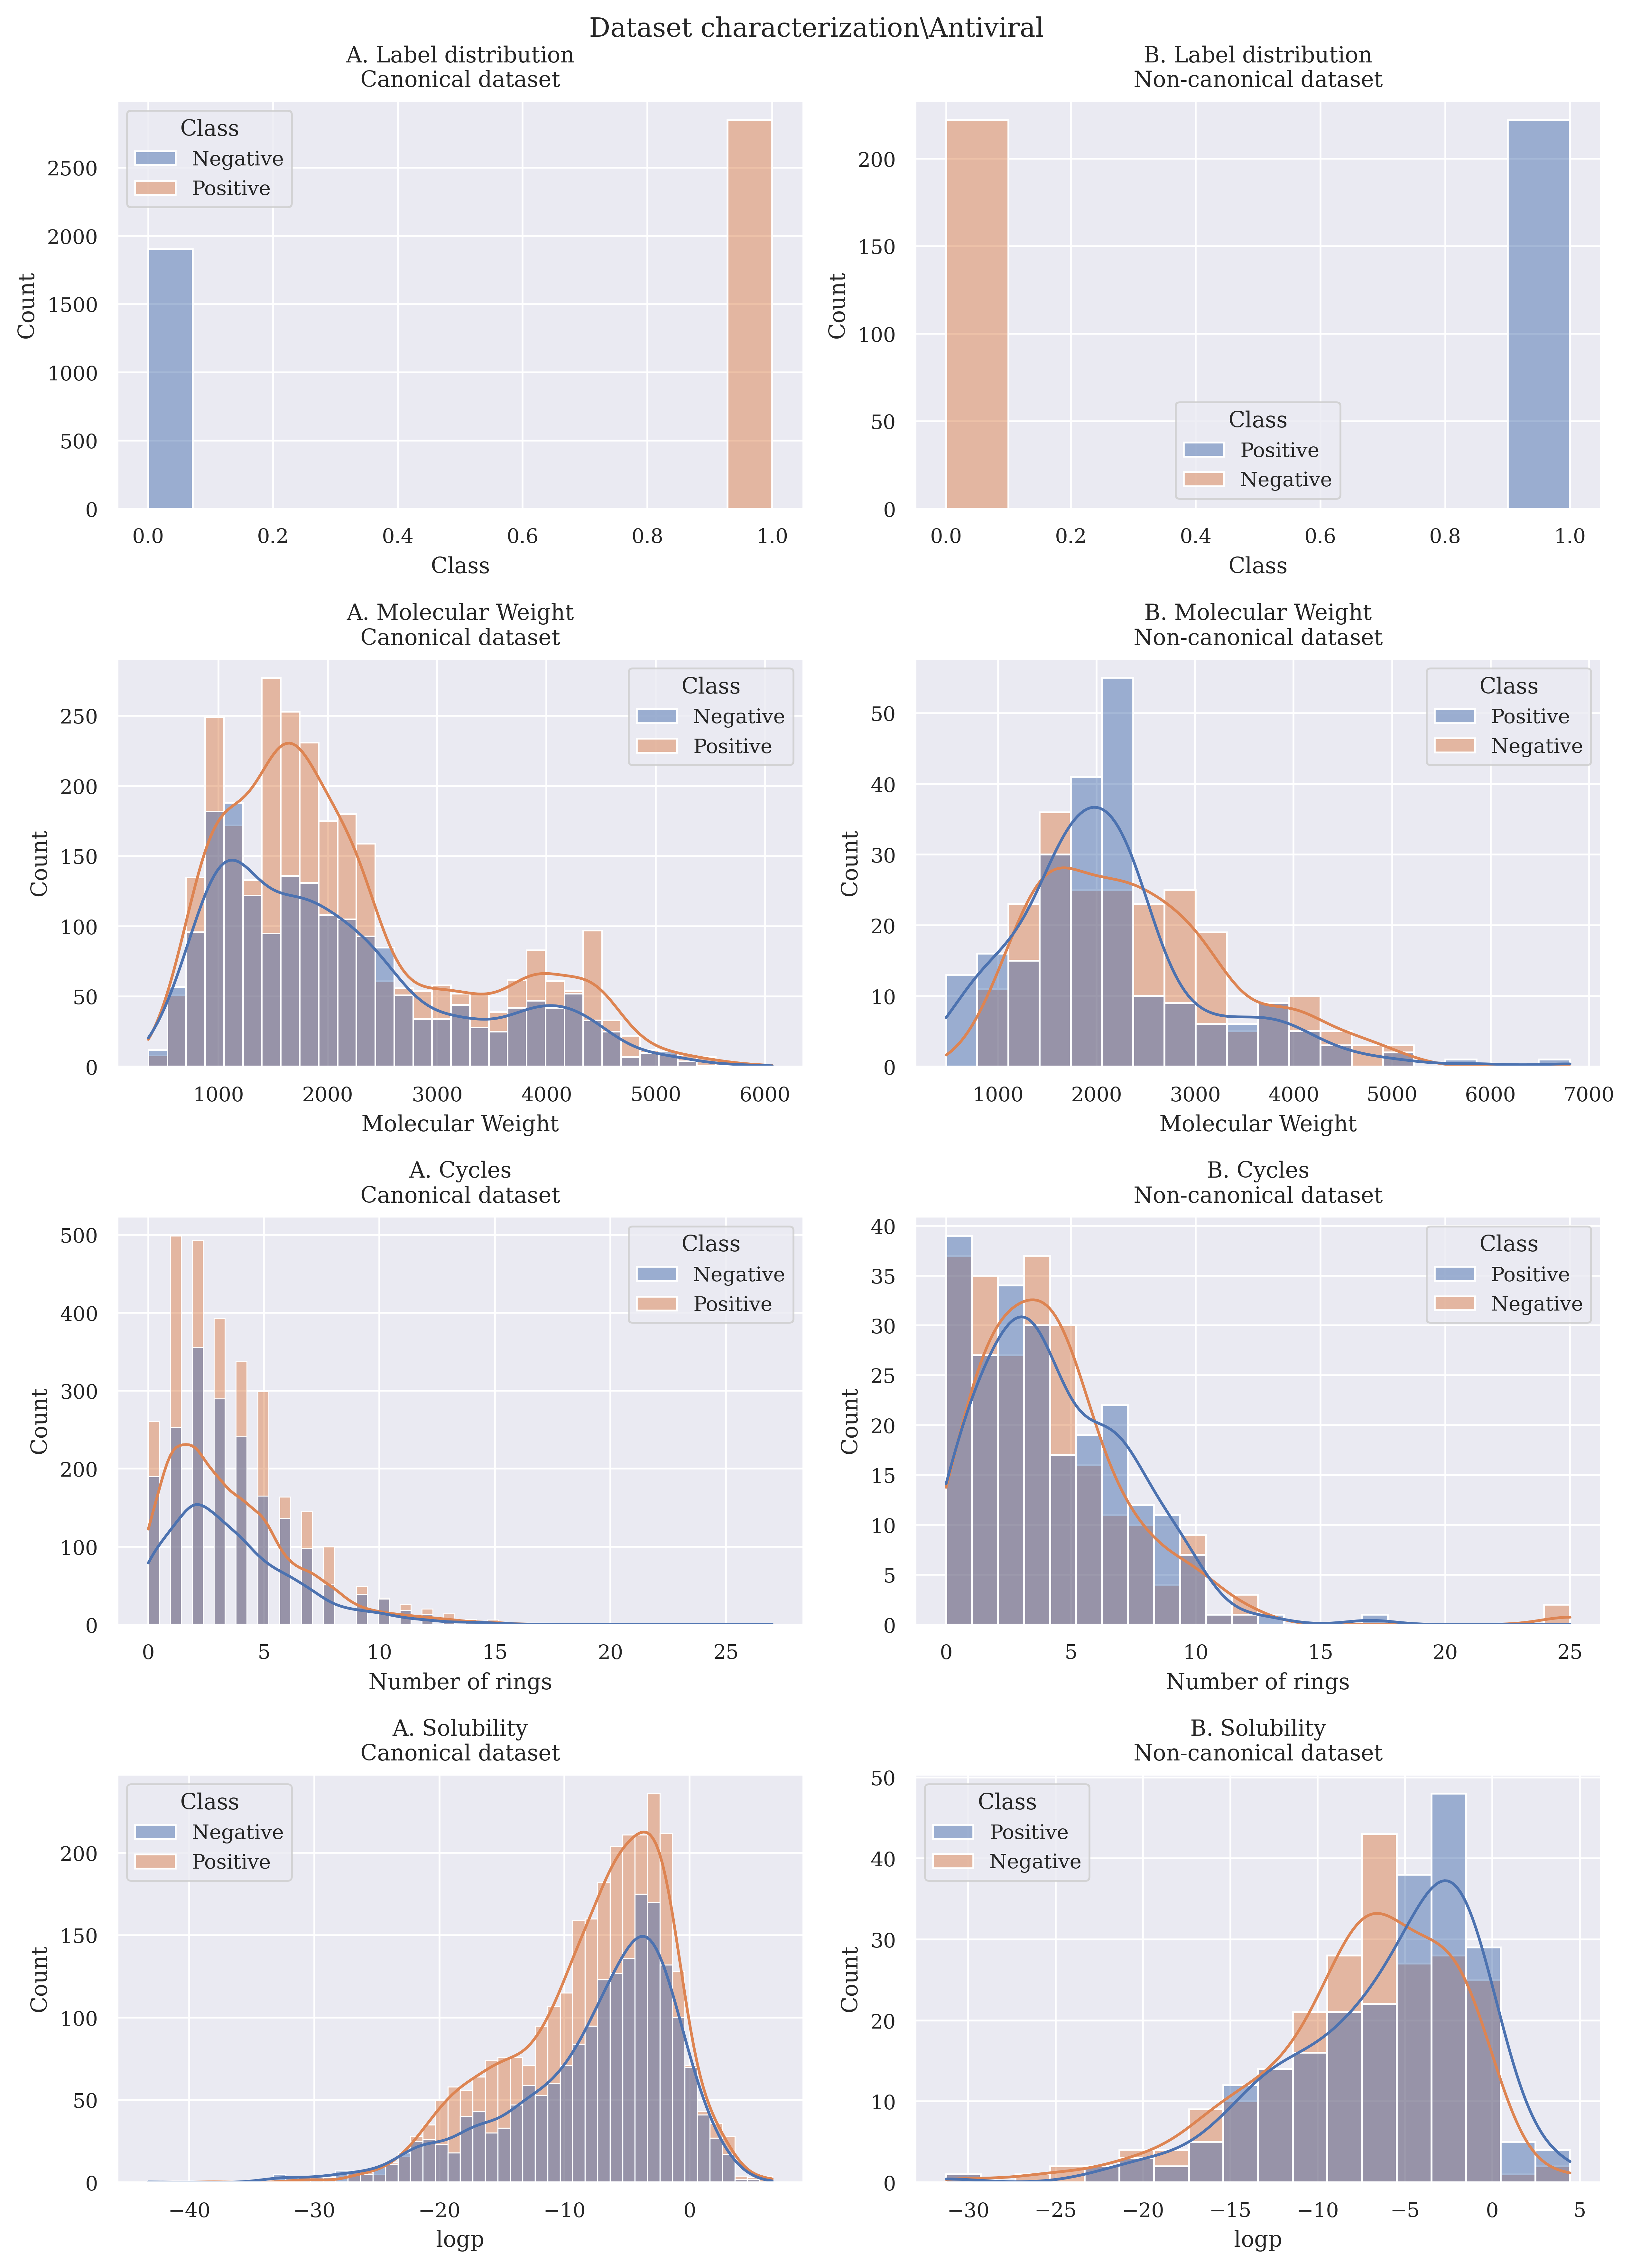 Dataset characterization\Antiviral
A. Label distribution
Canonical dataset
Class
Negative
Positive
2500
2000
1500
1000
500
0
Count
0.0 0.2 0.4 0.6 0.8 1.0
Class
B. Label distribution
Non-canonical dataset
200
150
100
50
0
Count
Class
Positive
Negative
0.0 0.2 0.4 0.6 0.8 1.0
Class
A. Molecular Weight
Canonical dataset
Class
Negative
Positive
250
200
150
100
50
0
Count
1000 2000 3000 4000 5000 6000
Molecular Weight
B. Molecular Weight
Non-canonical dataset
Class
Positive
Negative
50
40
30
20
10
0
Count
1000 2000 3000 4000 5000 6000 7000
Molecular Weight
A. Cycles
Canonical dataset
Class
Negative
Positive
500
400
300
200
100
0
Count
0 5 10 15 20 25
Number of rings
B. Cycles
Non-canonical dataset
Class
Positive
Negative
40
35
30
25
20
15
10
5
0
Count
0 5 10 15 20 25
Number of rings
A. Solubility
Canonical dataset
Class
Negative
Positive
200
150
100
50
0
Count
−40 −30 −20 −10 0
logp
B. Solubility
Non-canonical dataset
Class
Positive
Negative
50
40
30
20
10
0
Count
−30 −25 −20 −15 −10 −5 0 5
logp